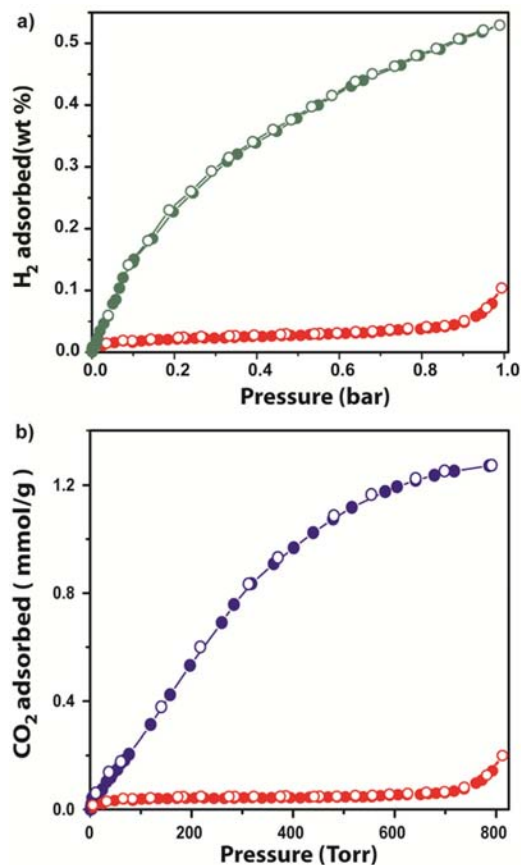 a)
0.5
0.4
0.3
0.2
0.1
0.0
H₂ adsorbed(wt %)
0.0 0.2 0.4 0.6 0.8 1.0
Pressure (bar)
b)
1.2
0.8
0.4
0.0
CO₂ adsorbed ( mmol/g)
0 200 400 600 800
Pressure (Torr)